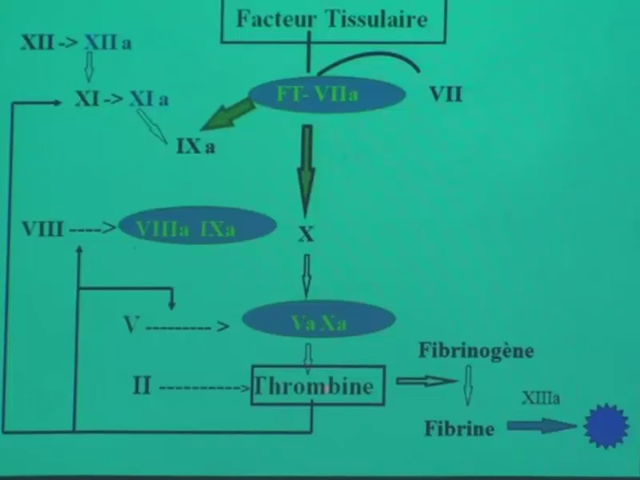 Facteur Tissulaire
XII -> XII a
FT- VIIa
VII
XI -> XI a
IX a
VIII ----> VIIIa IXa
X
V --------- > Va Xa
Fibrinogène
II ------------> Thrombine
XIIIa
Fibrine